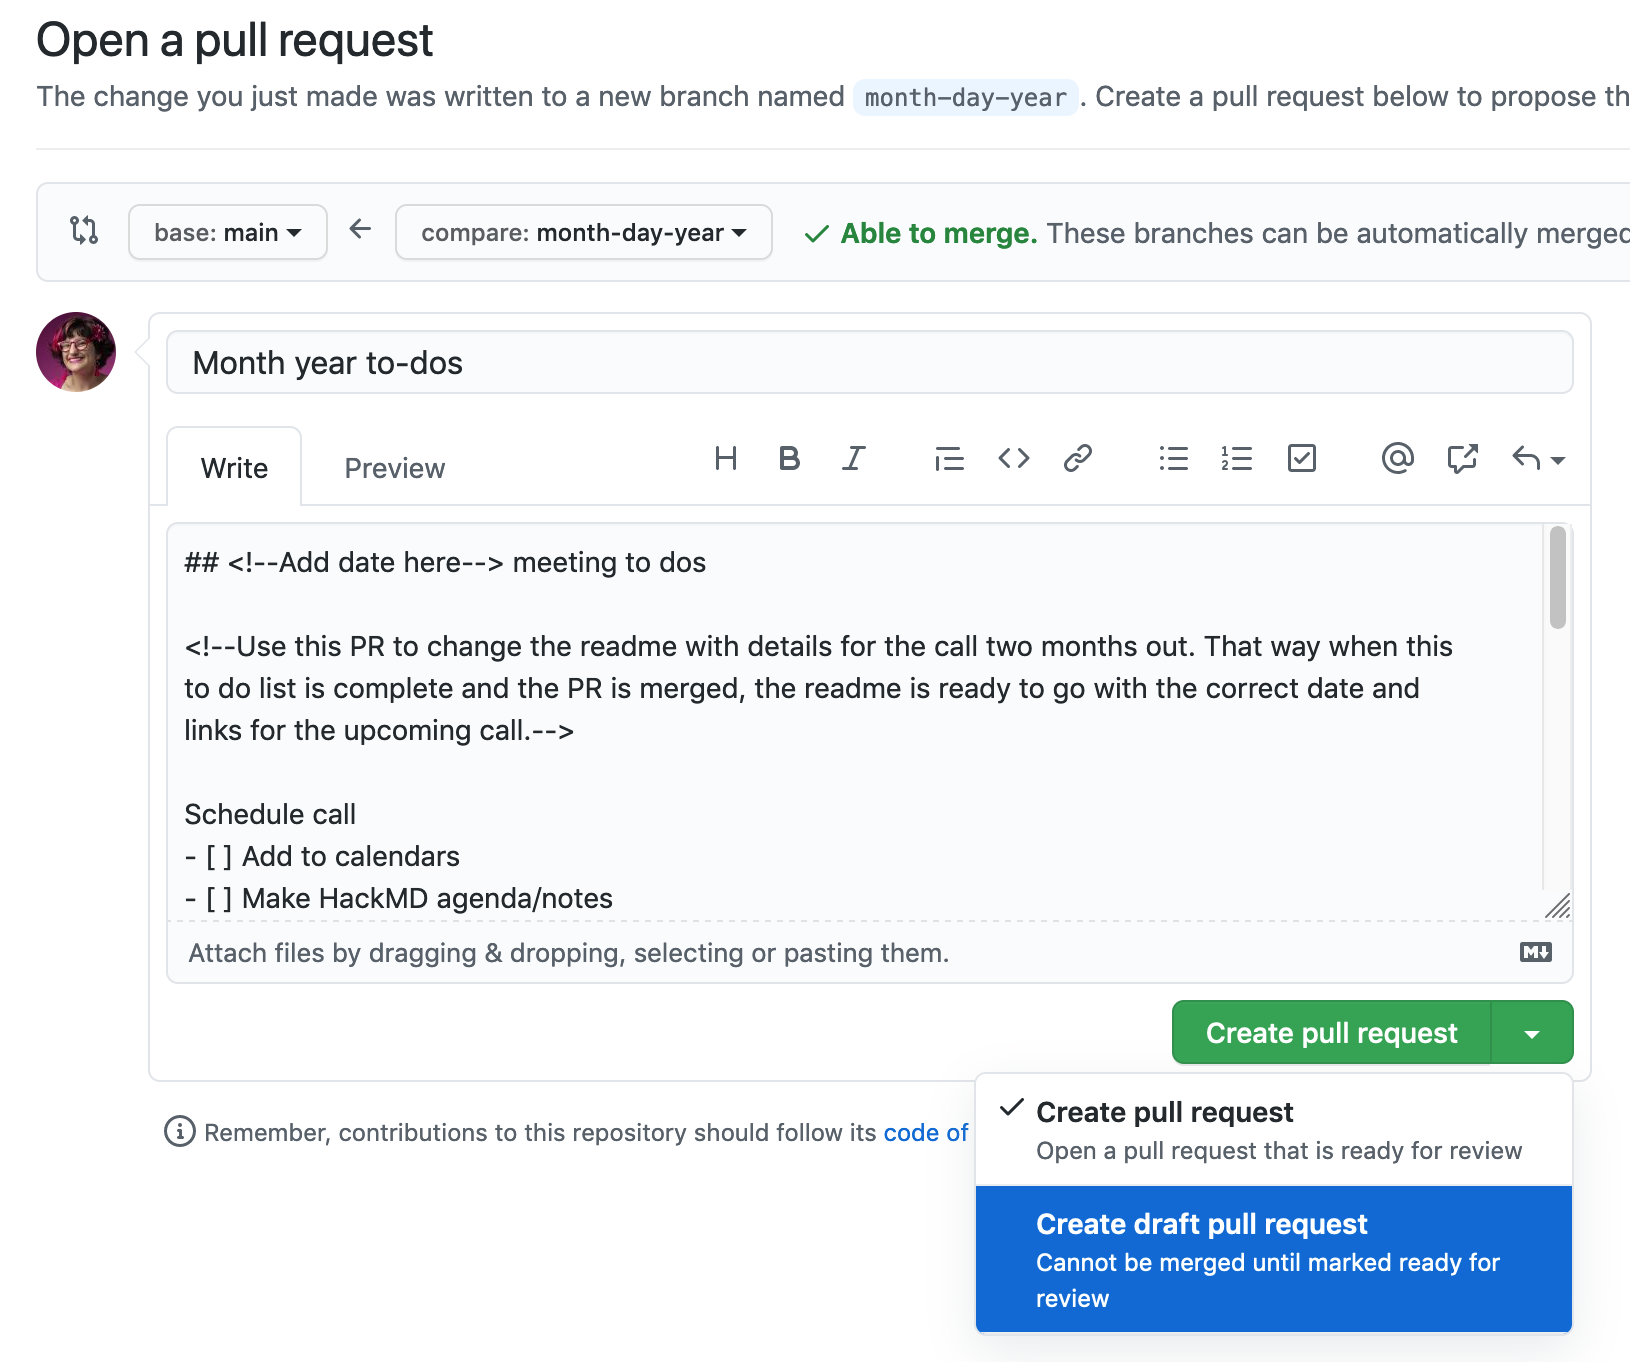 Open a pull request
The change you just made was written to a new branch named month-day-year. Create a pull request below to propose th
base: main compare: month-day-year Able to merge. These branches can be automatically merged
Month year to-dos
Write Preview
## <!--Add date here--> meeting to dos
<!--Use this PR to change the readme with details for the call two months out. That way when this
to do list is complete and the PR is merged, the readme is ready to go with the correct date and
links for the upcoming call.-->
Schedule call
- [ ] Add to calendars
- [ ] Make HackMD agenda/notes
Attach files by dragging & dropping, selecting or pasting them.
Create pull request
Create pull request
Open a pull request that is ready for review
Remember, contributions to this repository should follow its code of
Create draft pull request
Cannot be merged until marked ready for
review